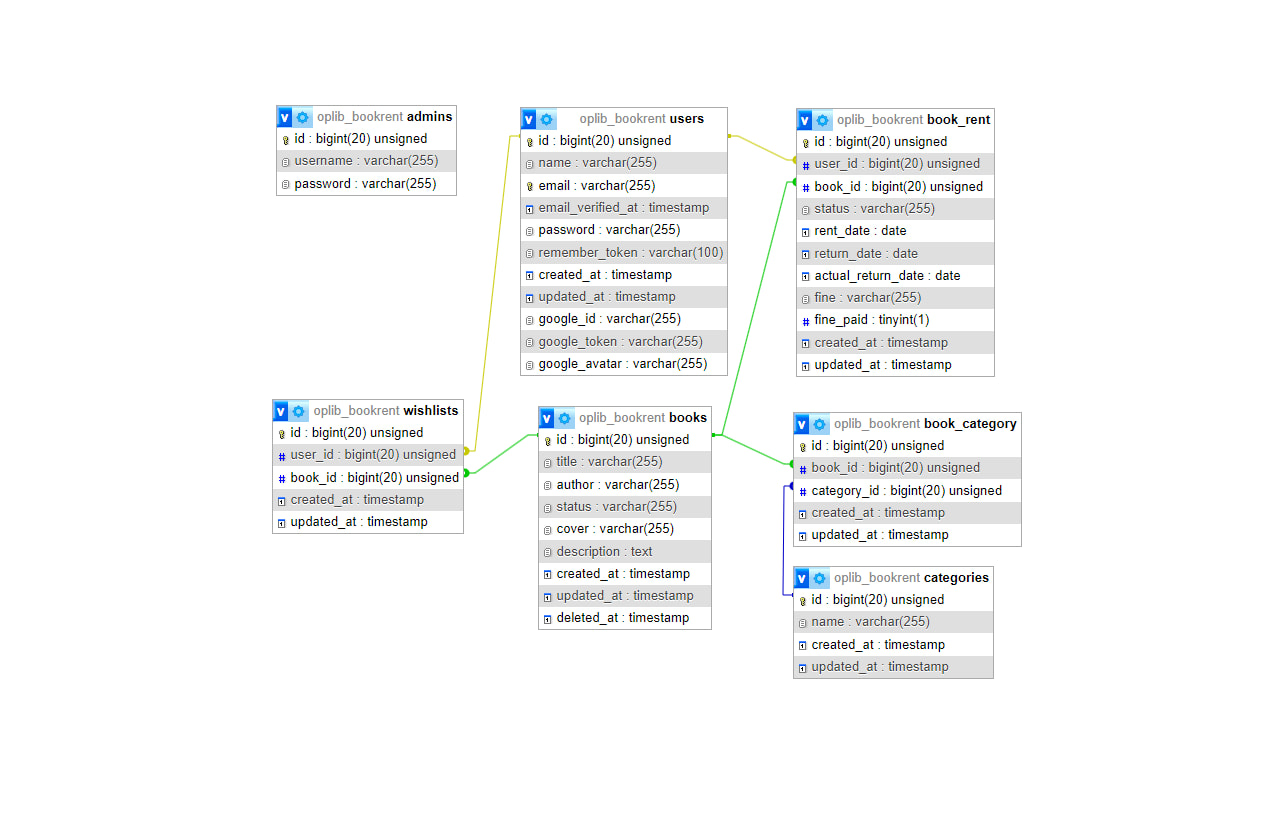 v oplib_bookrent admins
id : bigint(20) unsigned
username : varchar(255)
password : varchar(255)
v oplib_bookrent users
id : bigint(20) unsigned
name : varchar(255)
email : varchar(255)
email_verified_at : timestamp
password : varchar(255)
remember_token : varchar(100)
created_at : timestamp
updated_at : timestamp
google_id : varchar(255)
google_token : varchar(255)
google_avatar : varchar(255)
v oplib_bookrent book_rent
id : bigint(20) unsigned
# user_id : bigint(20) unsigned
# book_id : bigint(20) unsigned
status : varchar(255)
rent_date : date
return_date : date
actual_return_date : date
fine : varchar(255)
# fine_paid : tinyint(1)
created_at : timestamp
updated_at : timestamp
v oplib_bookrent wishlists
id : bigint(20) unsigned
# user_id : bigint(20) unsigned
# book_id : bigint(20) unsigned
created_at : timestamp
updated_at : timestamp
v oplib_bookrent books
id : bigint(20) unsigned
title : varchar(255)
author : varchar(255)
status : varchar(255)
cover : varchar(255)
description : text
created_at : timestamp
updated_at : timestamp
deleted_at : timestamp
v oplib_bookrent book_category
id : bigint(20) unsigned
# book_id : bigint(20) unsigned
# category_id : bigint(20) unsigned
created_at : timestamp
updated_at : timestamp
v oplib_bookrent categories
id : bigint(20) unsigned
name : varchar(255)
created_at : timestamp
updated_at : timestamp